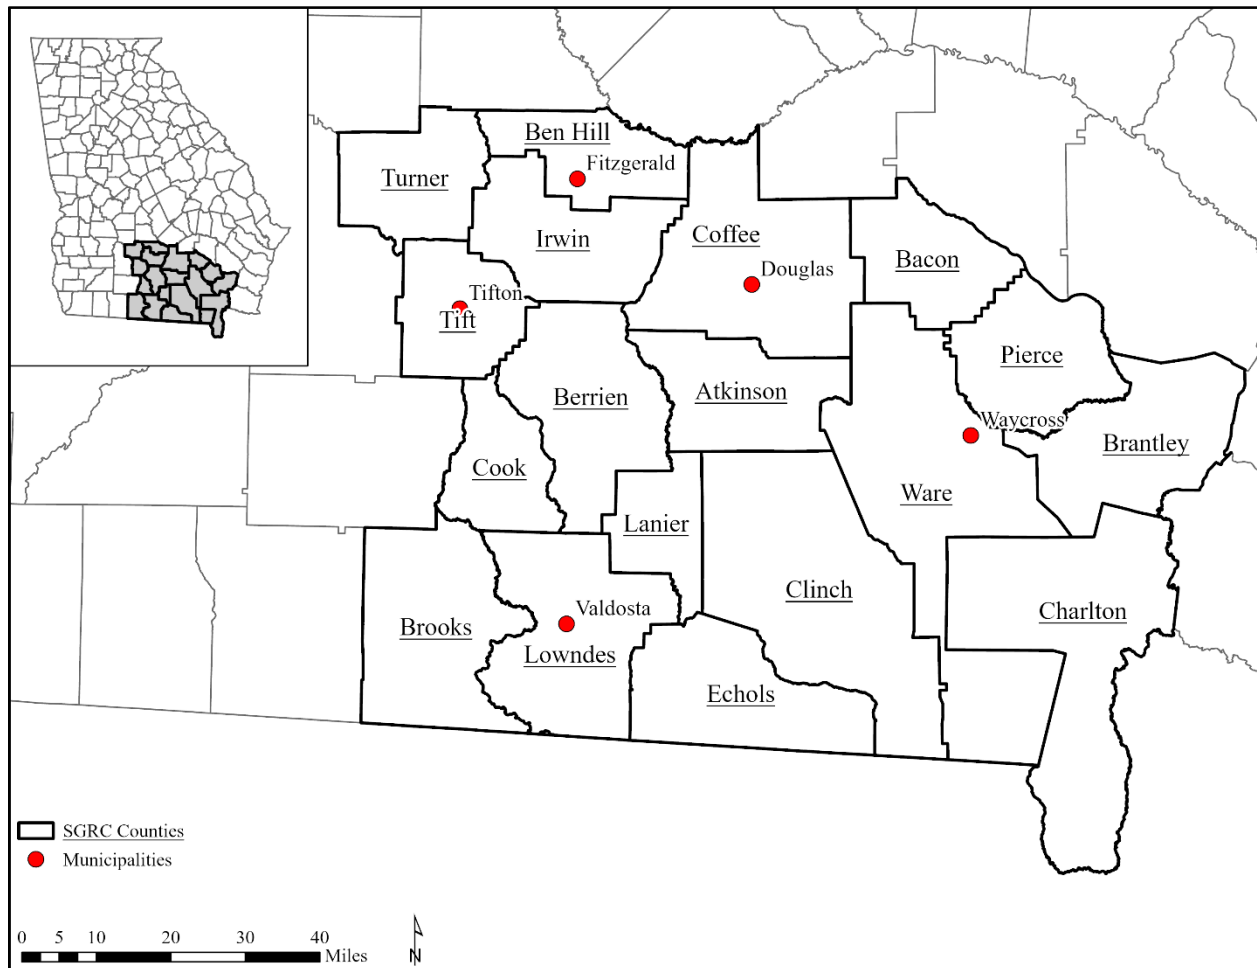 Ben Hill
Fitzgerald
Turner
Irwin
Coffee
Bacon
Douglas
Tifton
Tift
Pierce
Berrien
Atkinson
Waycross
Brantley
Cook
Ware
Lanier
Clinch
Valdosta
Charlton
Brooks
Lowndes
Echols
SGRC Counties
Municipalities
0 5 10 20 30 40
Miles
N